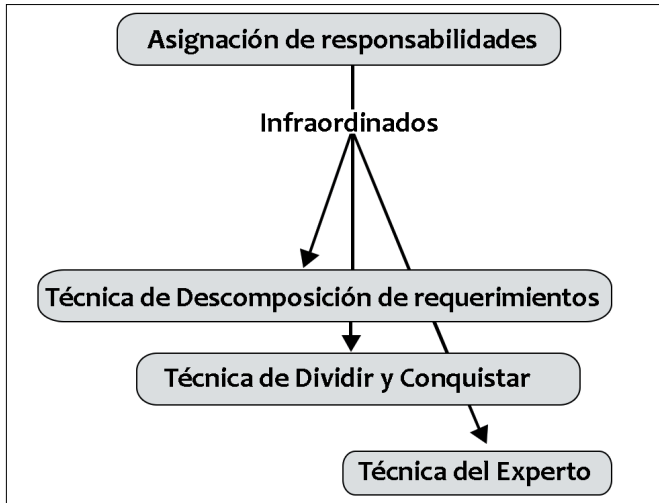 Asignación de responsabilidades
Infraordinados
Técnica de Descomposición de requerimientos
Técnica de Dividir y Conquistar
Técnica del Experto